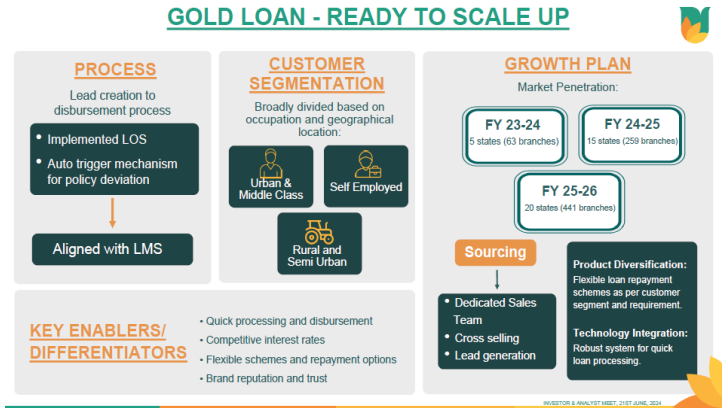 GOLD LOAN - READY TO SCALE UP
PROCESS
Lead creation to
disbursement process
• Implemented LOS
• Auto trigger mechanism
for policy deviation
Aligned with LMS
CUSTOMER
SEGMENTATION
Broadly divided based on
occupation and geographical
location:
Urban &
Middle Class
Self Employed
Rural and
Semi Urban
GROWTH PLAN
Market Penetration:
FY 23-24
5 states (63 branches)
FY 24-25
15 states (259 branches)
FY 25-26
20 states (441 branches)
Sourcing
• Dedicated Sales
Team
• Cross selling
• Lead generation
Product Diversification:
Flexible loan repayment
schemes as per customer
segment and requirement.
Technology Integration:
Robust system for quick
loan processing.
KEY ENABLERS/
DIFFERENTIATORS
• Quick processing and disbursement
• Competitive interest rates
• Flexible schemes and repayment options
• Brand reputation and trust
INVESTOR & ANALYST MEET, 21ST JUNE, 2024